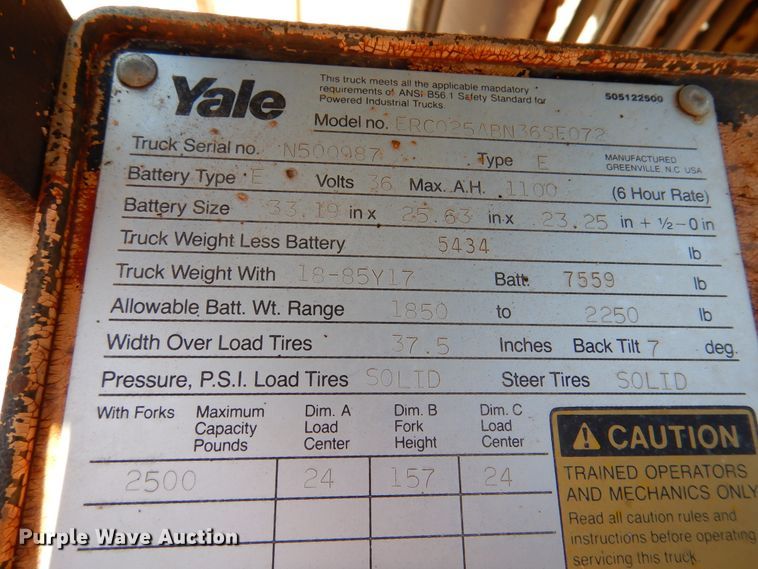 Yale
This truck meets all the applicable mandatory
requirements of ANSI B56.1 Safety Standard for
Powered Industrial Trucks.
505122500
Model no. ERC025ABN36SE072
Truck Serial no. N500987 Type E
MANUFACTURED
GREENVILLE, N.C. USA
Battery Type E Volts 36 Max. A.H. 1100 (6 Hour Rate)
Battery Size 33.19 in x 25.63 in x 23.25 in + ½-0 in
Truck Weight Less Battery 5434 lb
Truck Weight With 18-85Y17 Batt. 7559 lb
Allowable Batt. Wt. Range 1850 to 2250 lb
Width Over Load Tires 37.5 Inches Back Tilt 7 deg.
Pressure, P.S.I. Load Tires SOLID Steer Tires SOLID
With Forks
Maximum
Capacity
Pounds
Dim. A
Load
Center
Dim. B
Fork
Height
Dim. C
Load
Center
2500 24 157 24
CAUTION
TRAINED OPERATORS
AND MECHANICS ONLY
Read all caution rules and
instructions before operating
servicing this truck
Purple Wave Auction